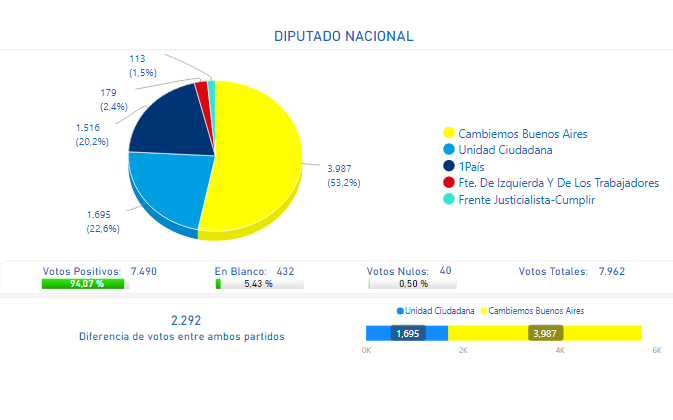 DIPUTADO NACIONAL
113
(1,5%)
179
(2,4%)
1.516
(20,2%)
1.695
(22,6%)
3.987
(53,2%)
Cambiemos Buenos Aires
Unidad Ciudadana
1País
Fte. De Izquierda Y De Los Trabajadores
Frente Justicialista-Cumplir
Votos Positivos: 7.490
94,07 %
En Blanco: 432
5,43 %
Votos Nulos: 40
0,50 %
Votos Totales: 7.962
2.292
Diferencia de votos entre ambos partidos
Unidad Ciudadana Cambiemos Buenos Aires
1,695 3,987
0K 2K 4K 6K